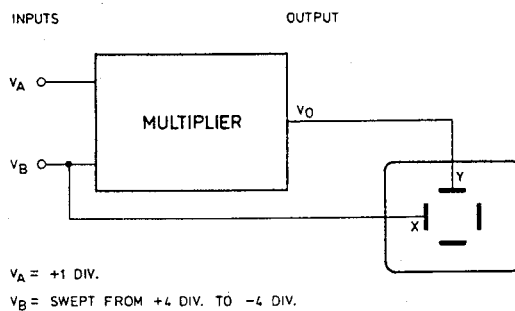 INPUTS OUTPUT
VA
MULTIPLIER
VO
VB
Y
X
VA = +1 DIV.
VB = SWEPT FROM +4 DIV. TO -4 DIV.